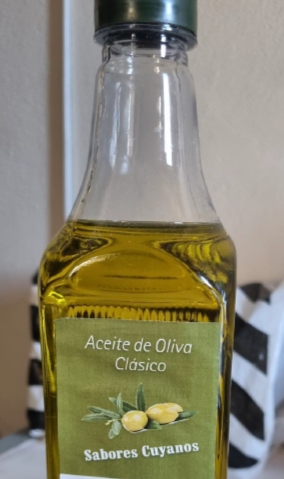 Aceite de Oliva
Clásico
Sabores Cuyanos